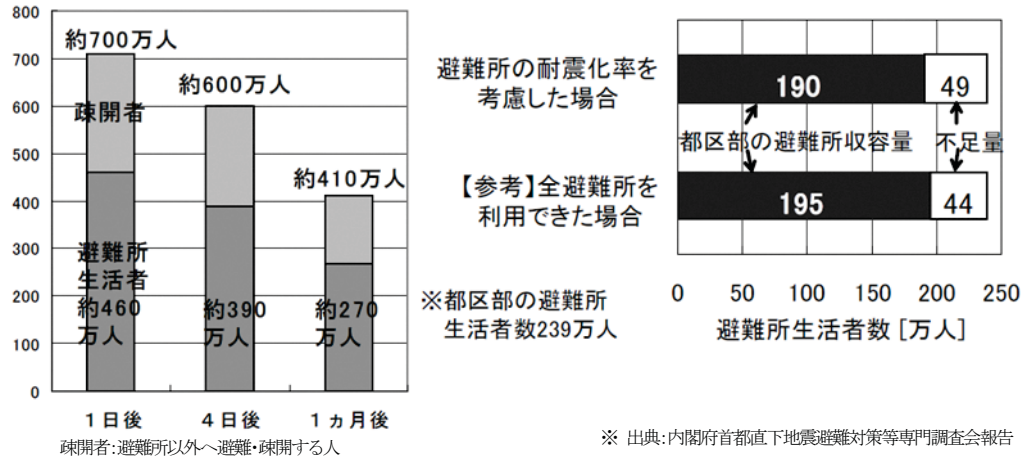 800
700
600
500
400
300
200
100
0
約700万人
疎開者
避難所
生活者
約460
万人
約600万人
約390
万人
約410万人
約270
万人
1日後
4日後
1ヵ月後
疎開者:避難所以外へ避難・疎開する人
避難所の耐震化率を
考慮した場合
190
49
都区部の避難所収容量
不足量
【参考】全避難所を
利用できた場合
195
44
0 50 100 150 200 250
避難所生活者数 [万人]
※都区部の避難所
生活者数239万人
※ 出典:内閣府首都直下地震避難対策等専門調査会報告